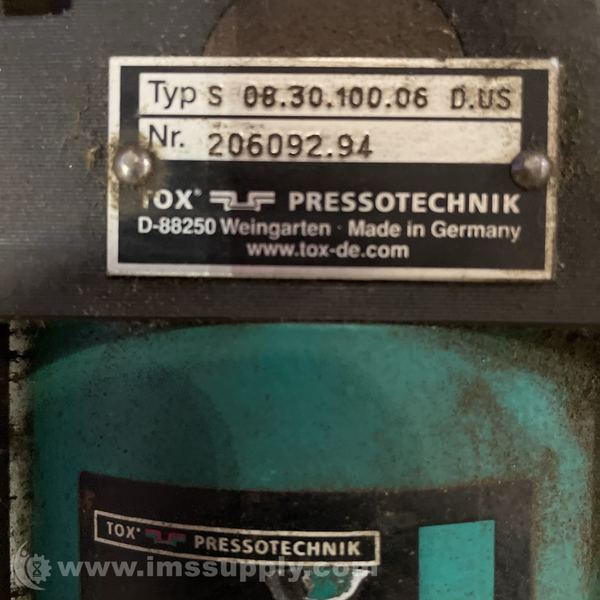 Typ S 08.30.100.06 D.US
Nr. 206092.94
TOX® PRESSOTECHNIK
D-88250 Weingarten · Made in Germany
www.tox-de.com
TOX® PRESSOTECHNIK
www.imssupply.com